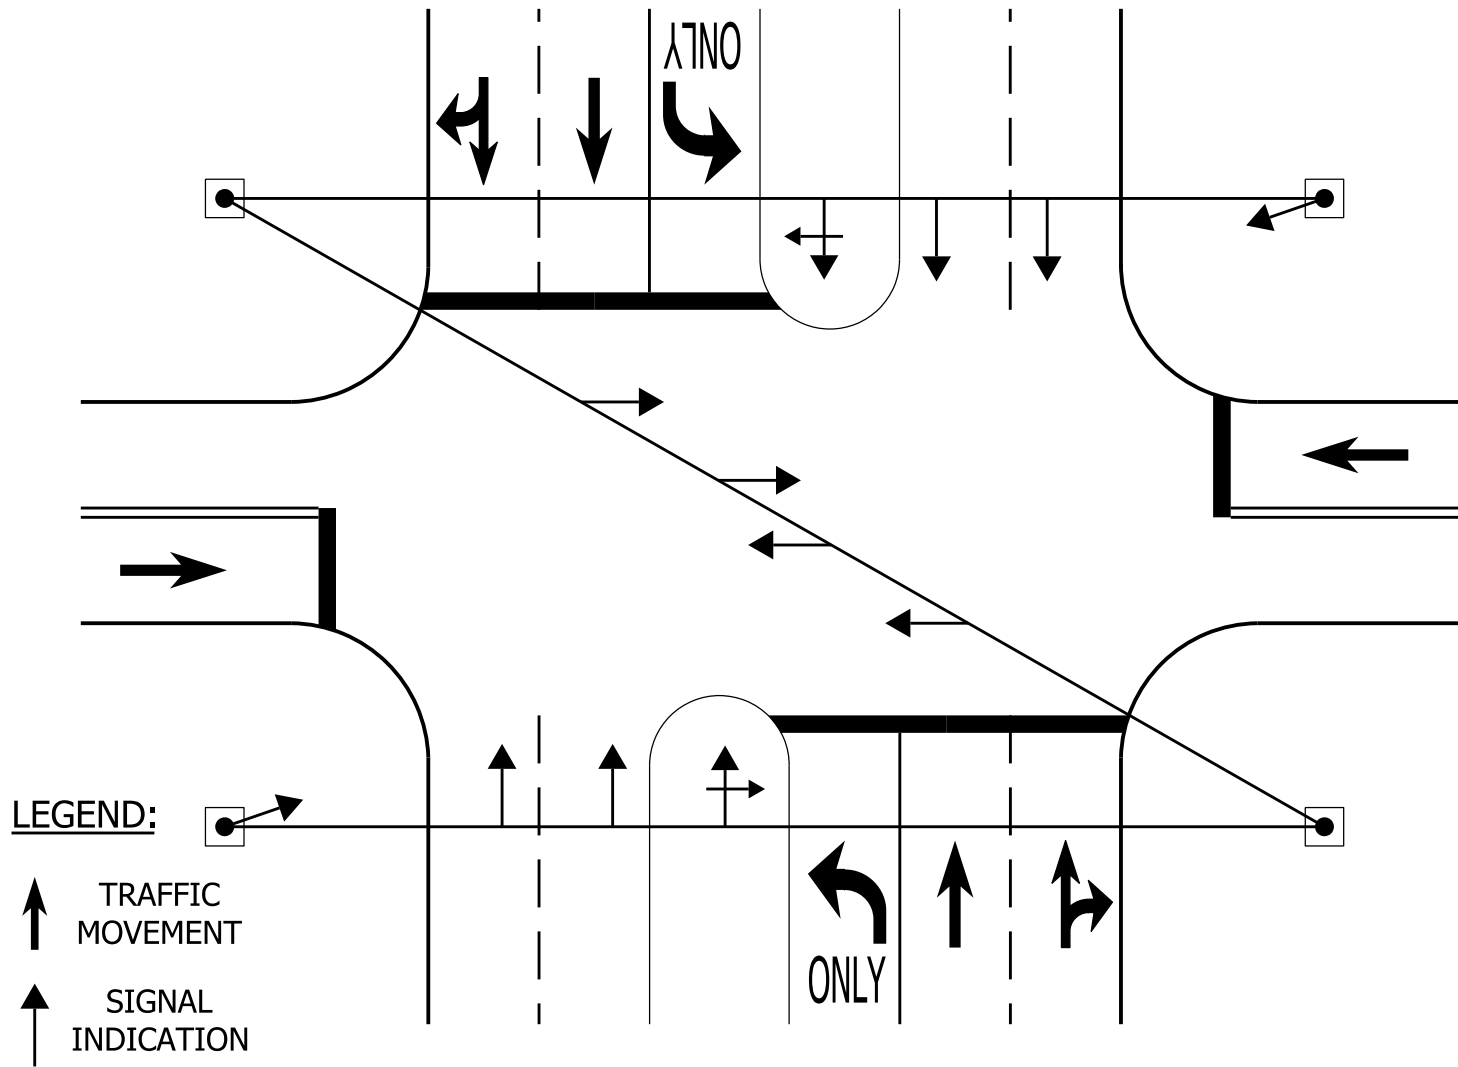 ONLY
LEGEND:
TRAFFIC
MOVEMENT
ONLY
SIGNAL
INDICATION